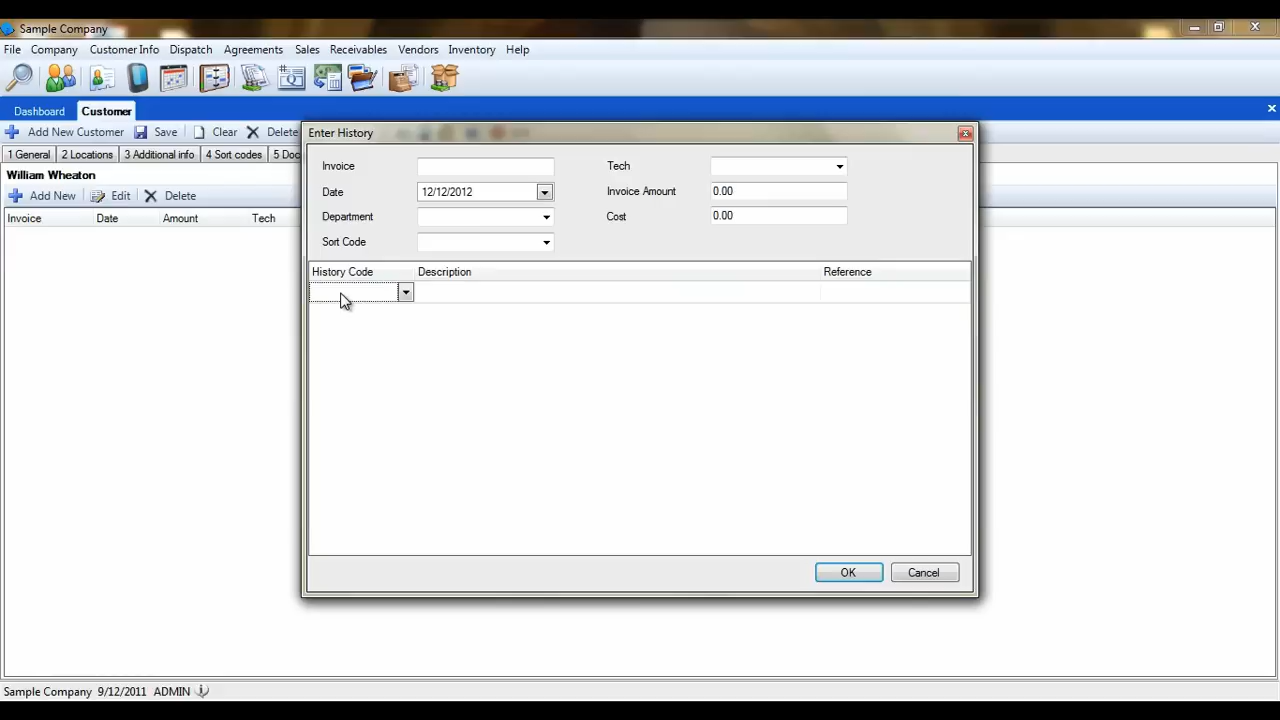 Sample Company
File Company Customer Info Dispatch Agreements Sales Receivables Vendors Inventory Help
Dashboard Customer
Add New Customer Save Clear Delete
1 General 2 Locations 3 Additional info 4 Sort codes 5 Doc
William Wheaton
Add New Edit Delete
Invoice Date Amount Tech
Enter History
Invoice Tech
Date 12/12/2012 Invoice Amount 0.00
Department Cost 0.00
Sort Code
History Code Description Reference
OK Cancel
Sample Company 9/12/2011 ADMIN